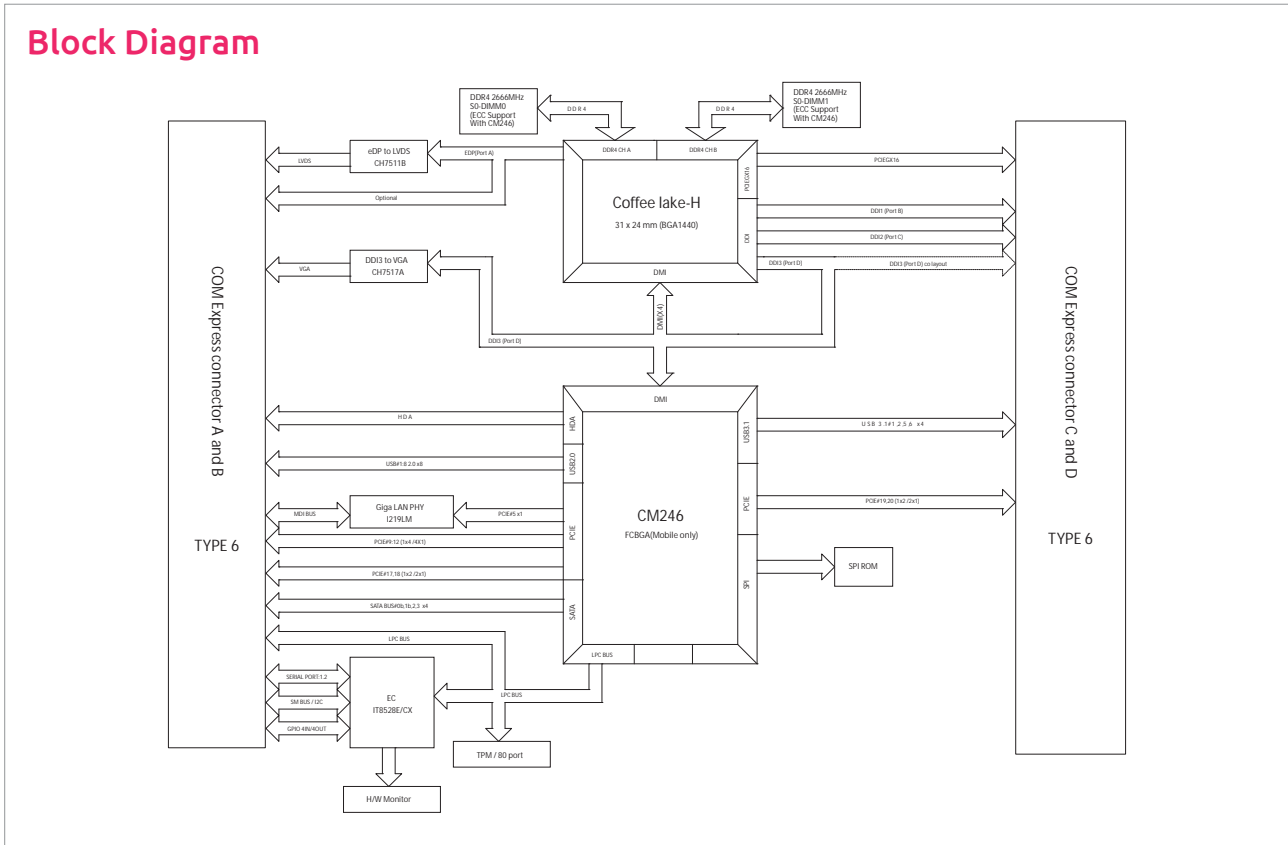 Block Diagram
DDR4 2666MHz
S0-DIMM0
(ECC Support
With CM246)
DDR4
DDR4
DDR4 2666MHz
S0-DIMM1
(ECC Support
With CM246)
COM Express connector A and B
TYPE 6
LVDS
eDP to LVDS
CH7511B
EDP(Port A)
Optional
VGA
DDI3 to VGA
CH7517A
DDI3 (Port D)
DDR4 CH A
DDR4 CH B
Coffee lake-H
31 x 24 mm (BGA1440)
PCIEGX16
DDI
DMI
DMI(X4)
PCIEGX16
DDI1 (Port B)
DDI2 (Port C)
DDI3 (Port D)
DDI3 (Port D) co layout
COM Express connector C and D
TYPE 6
DMI
HDA
HDA
USB#1:8 2.0 x8
USB2.0
MDI BUS
Giga LAN PHY
I219LM
PCIE#5 x1
PCIE
PCIE#9:12 (1x4 /4X1)
PCIE#17,18 (1x2 /2x1)
SATA BUS#0b,1b,2,3 x4
SATA
CM246
FCBGA(Mobile only)
USB3.1
USB 3 1#1 ,2 ,5 ,6 x4
PCIE
PCIE#19,20 (1x2 /2x1)
SPI
SPI ROM
LPC BUS
LPC BUS
LPC BUS
SERIAL PORT:1.2
SM BUS / I2C
GPIO 4IN/4OUT
EC
IT8528E/CX
TPM / 80 port
H/W Monitor